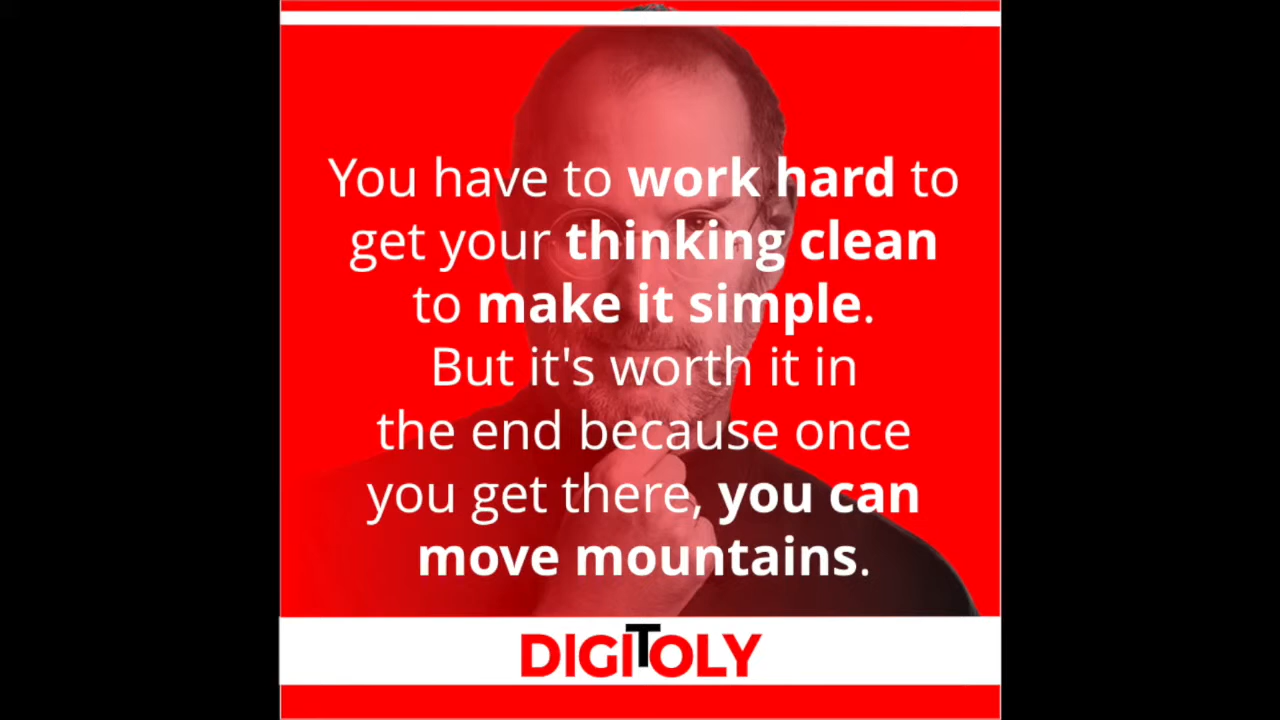 You have to work hard to
get your thinking clean
to make it simple.
But it's worth it in
the end because once
you get there, you can
move mountains.
DIGITOLY